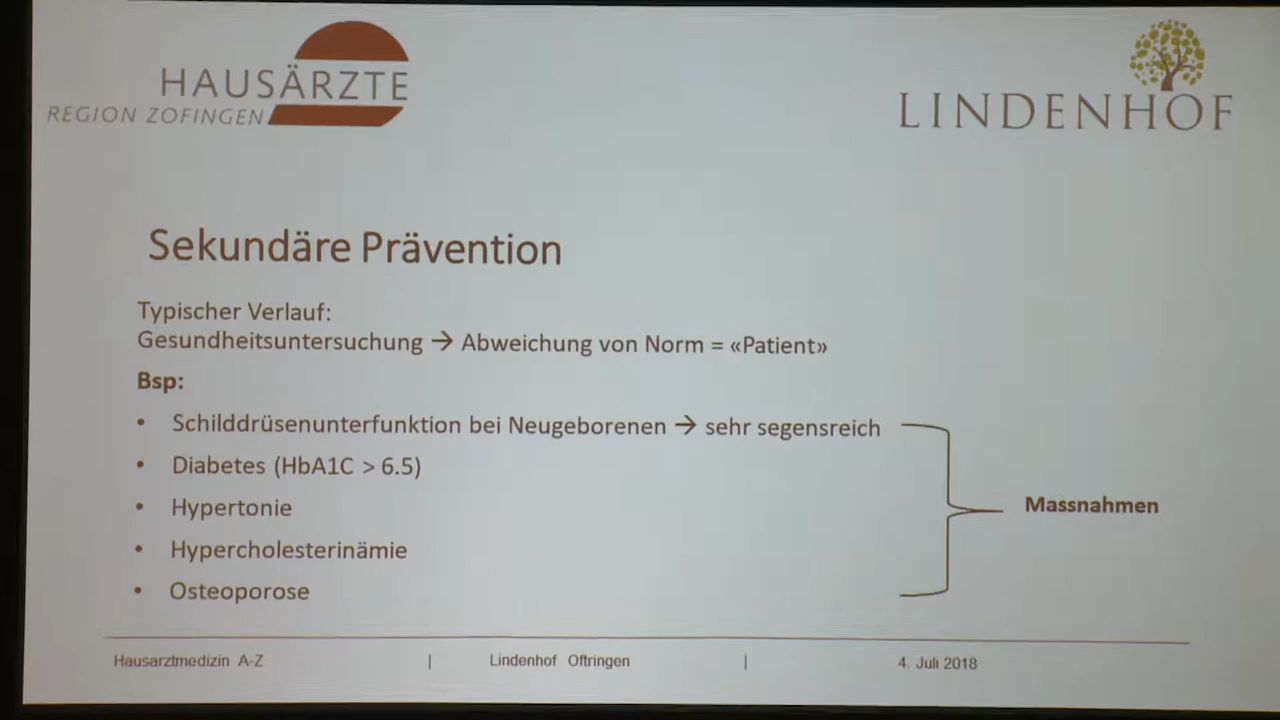 HAUSÄRZTE
REGION ZOFINGEN
LINDENHOF
Sekundäre Prävention
Typischer Verlauf:
Gesundheitsuntersuchung → Abweichung von Norm = «Patient»
Bsp:
• Schilddrüsenunterfunktion bei Neugeborenen → sehr segensreich
• Diabetes (HbA1C > 6.5)
• Hypertonie
• Hypercholesterinämie
• Osteoporose
Massnahmen
Hausarztmedizin A-Z | Lindenhof Oftringen | 4. Juli 2018